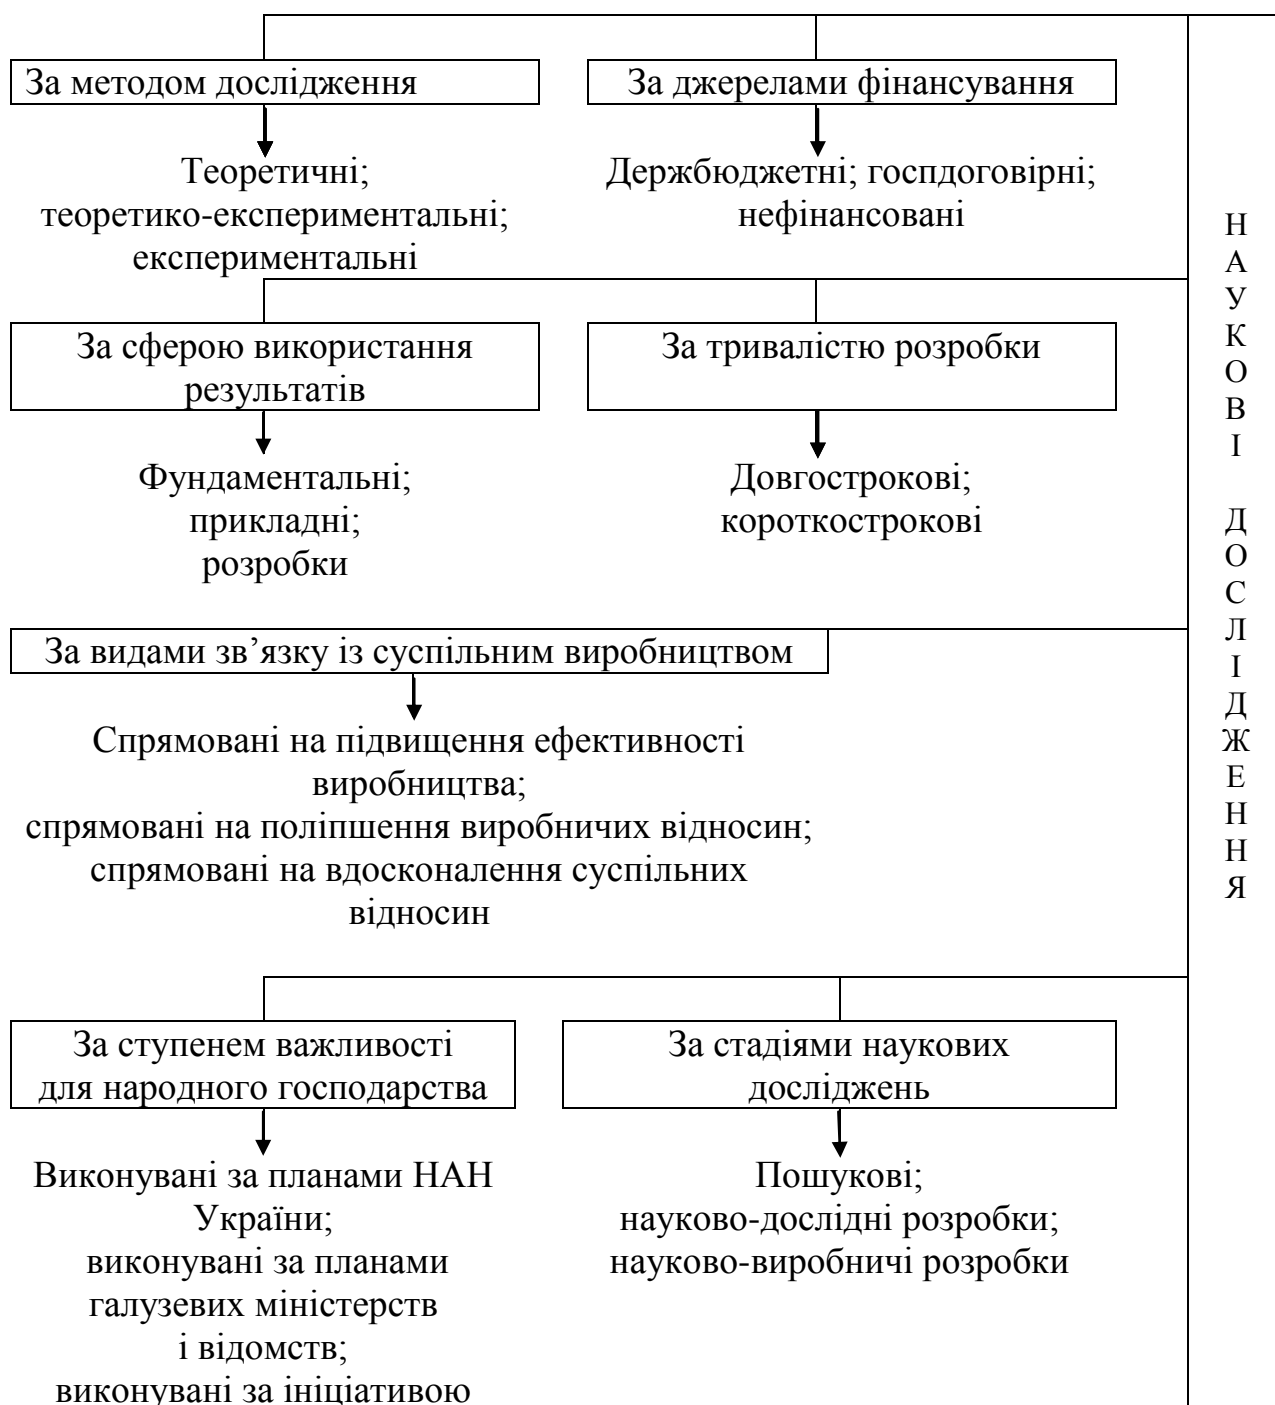 За методом дослідження
Теоретичні;
теоретико-експериментальні;
експериментальні
За джерелами фінансування
Держбюджетні; госпдоговірні;
нефінансовані
За сферою використання
результатів
Фундаментальні;
прикладні;
розробки
За тривалістю розробки
Довгострокові;
короткострокові
За видами зв’язку із суспільним виробництвом
Спрямовані на підвищення ефективності
виробництва;
спрямовані на поліпшення виробничих відносин;
спрямовані на вдосконалення суспільних
відносин
За ступенем важливості
для народного господарства
Виконувані за планами НАН
України;
виконувані за планами
галузевих міністерств
і відомств;
виконувані за ініціативою
За стадіями наукових
досліджень
Пошукові;
науково-дослідні розробки;
науково-виробничі розробки
НАУКОВІ ДОСЛІДЖЕННЯ